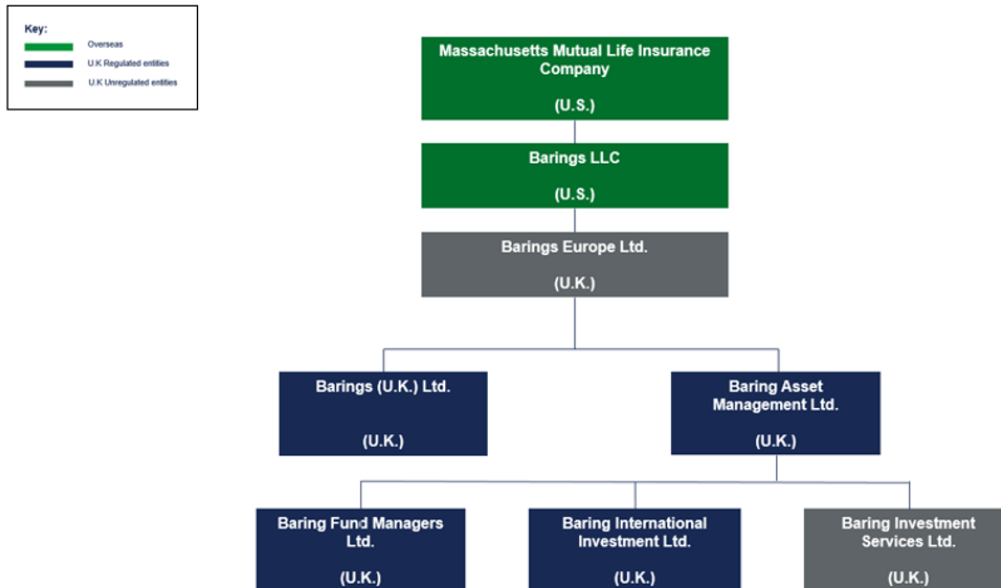 Key:
Overseas
U.K Regulated entities
U.K Unregulated entities
Massachusetts Mutual Life Insurance
Company
(U.S.)
Barings LLC
(U.S.)
Barings Europe Ltd.
(U.K.)
Barings (U.K.) Ltd.
(U.K.)
Baring Asset
Management Ltd.
(U.K.)
Baring Fund Managers
Ltd.
(U.K.)
Baring International
Investment Ltd.
(U.K.)
Baring Investment
Services Ltd.
(U.K.)